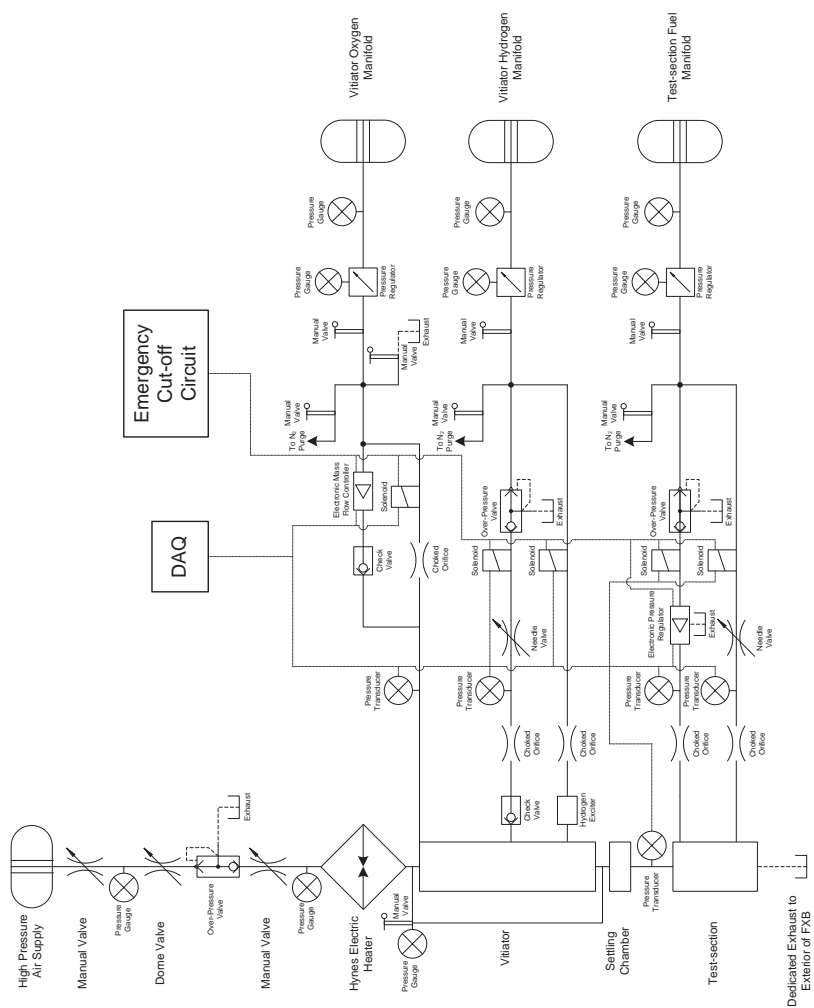 Emergency
Cut-off
Circuit
DAQ
Vitiator Oxygen
Manifold
Pressure
Gauge
Pressure
Gauge
Pressure
Regulator
Manual
Valve
Manual
Valve
Exhaust
Manual
Valve
To N2
Purge
Electronic Mass
Flow Controller
Solenoid
Check
Valve
Choked
Orifice
Pressure
Transducer
Vitiator Hydrogen
Manifold
Pressure
Gauge
Pressure
Gauge
Pressure
Regulator
Manual
Valve
Manual
Valve
To N2
Purge
Over-Pressure
Valve
Exhaust
Solenoid
Solenoid
Needle
Valve
Pressure
Transducer
Choked
Orifice
Choked
Orifice
Check
Valve
Hydrogen
Exciter
Test-section Fuel
Manifold
Pressure
Gauge
Pressure
Gauge
Pressure
Regulator
Manual
Valve
Manual
Valve
To N2
Purge
Over-Pressure
Valve
Exhaust
Solenoid
Solenoid
Electronic Pressure
Regulator
Exhaust
Needle
Valve
Pressure
Transducer
Pressure
Transducer
Choked
Orifice
Choked
Orifice
High Pressure
Air Supply
Manual Valve
Pressure
Gauge
Dome Valve
Over-Pressure
Valve
Exhaust
Manual Valve
Pressure
Gauge
Hynes Electric
Heater
Manual
Valve
Pressure
Gauge
Vitiator
Settling
Chamber
Pressure
Transducer
Test-section
Dedicated Exhaust to
Exterior of FXB